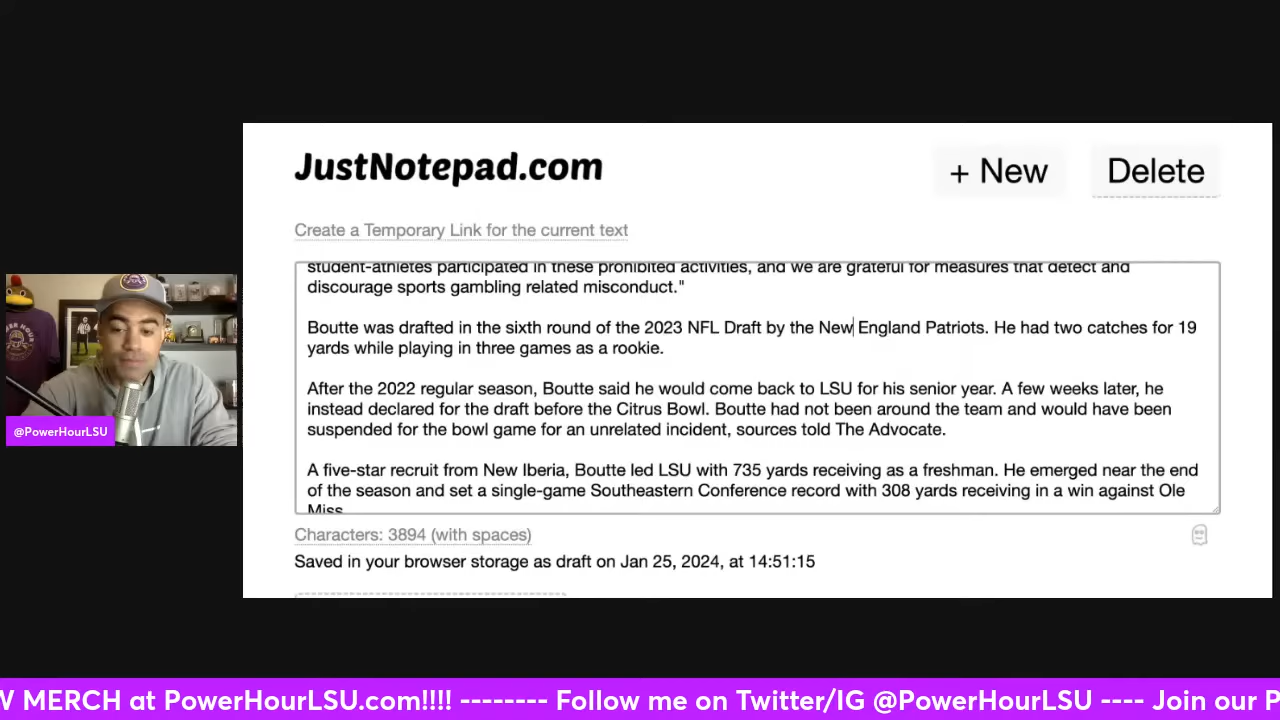 JustNotepad.com
+ New
Delete
Create a Temporary Link for the current text
student-athletes participated in these prohibited activities, and we are grateful for measures that detect and
discourage sports gambling related misconduct."
Boutte was drafted in the sixth round of the 2023 NFL Draft by the New England Patriots. He had two catches for 19
yards while playing in three games as a rookie.
After the 2022 regular season, Boutte said he would come back to LSU for his senior year. A few weeks later, he
instead declared for the draft before the Citrus Bowl. Boutte had not been around the team and would have been
suspended for the bowl game for an unrelated incident, sources told The Advocate.
A five-star recruit from New Iberia, Boutte led LSU with 735 yards receiving as a freshman. He emerged near the end
of the season and set a single-game Southeastern Conference record with 308 yards receiving in a win against Ole
Miss.
Characters: 3894 (with spaces)
Saved in your browser storage as draft on Jan 25, 2024, at 14:51:15
@PowerHourLSU
W MERCH at PowerHourLSU.com!!!! -------- Follow me on Twitter/IG @PowerHourLSU ---- Join our P